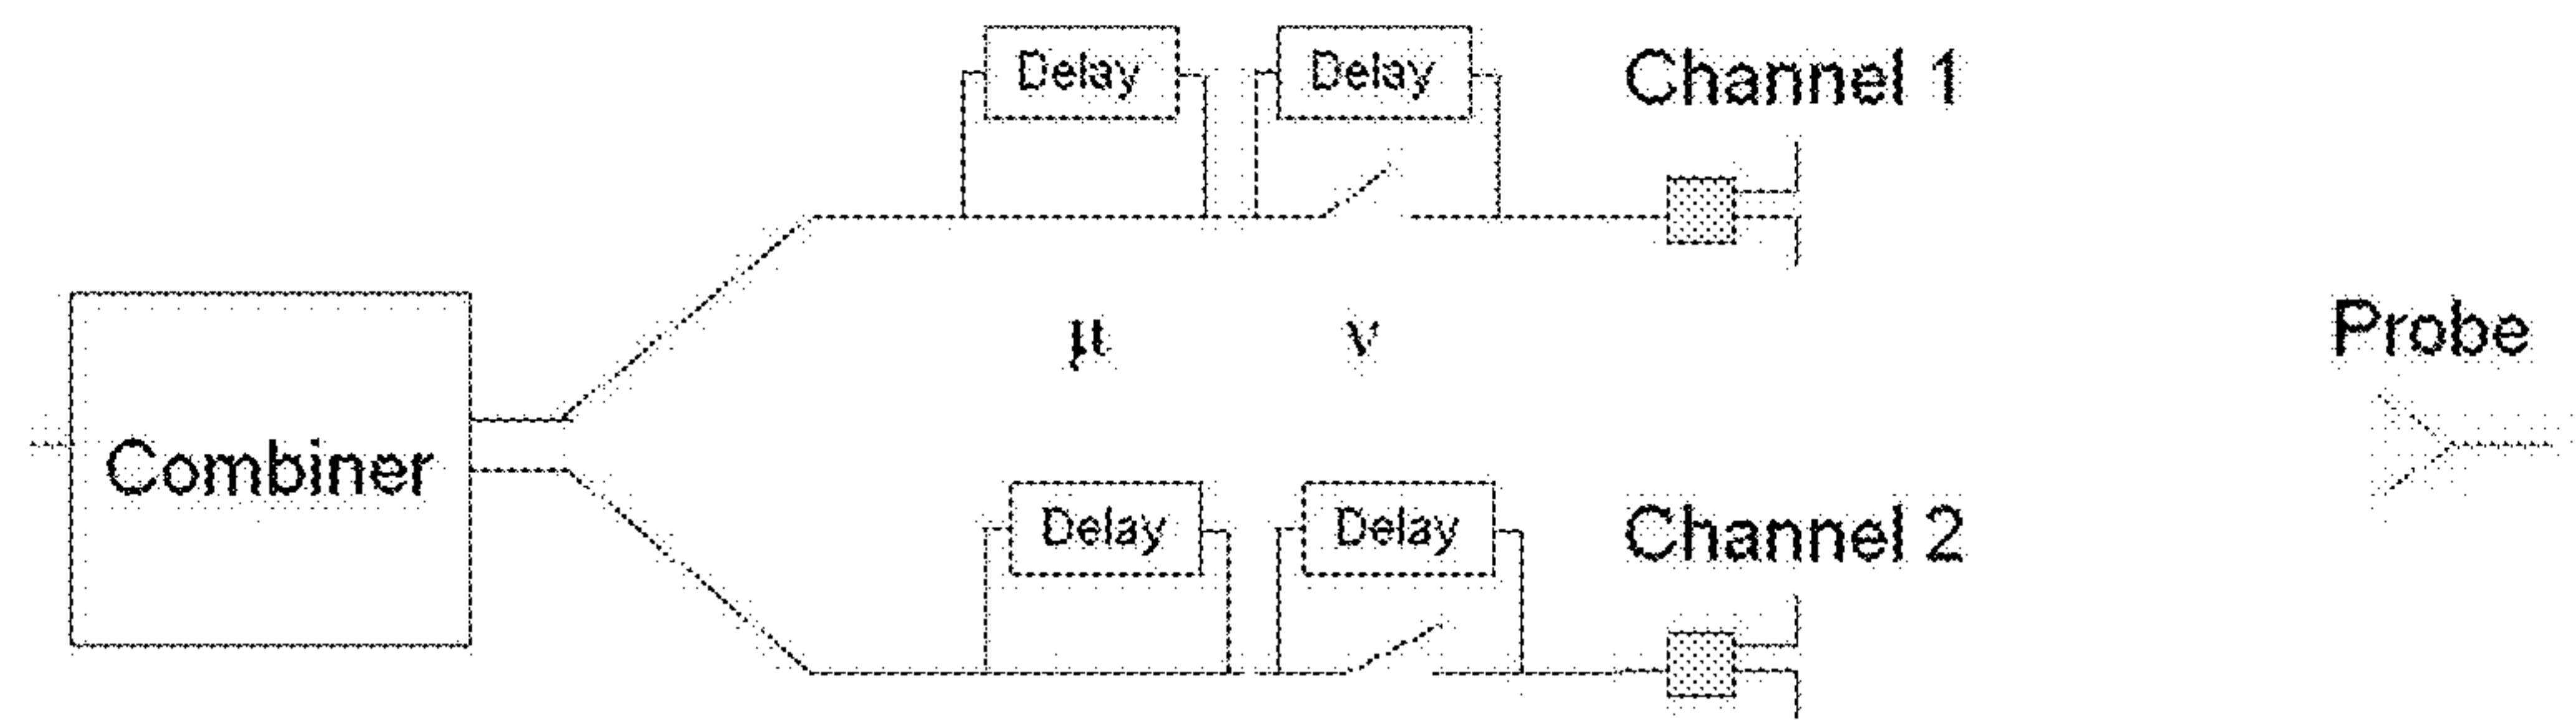 Delay Delay Channel 1
μ ν Probe
Combiner
Delay Delay Channel 2